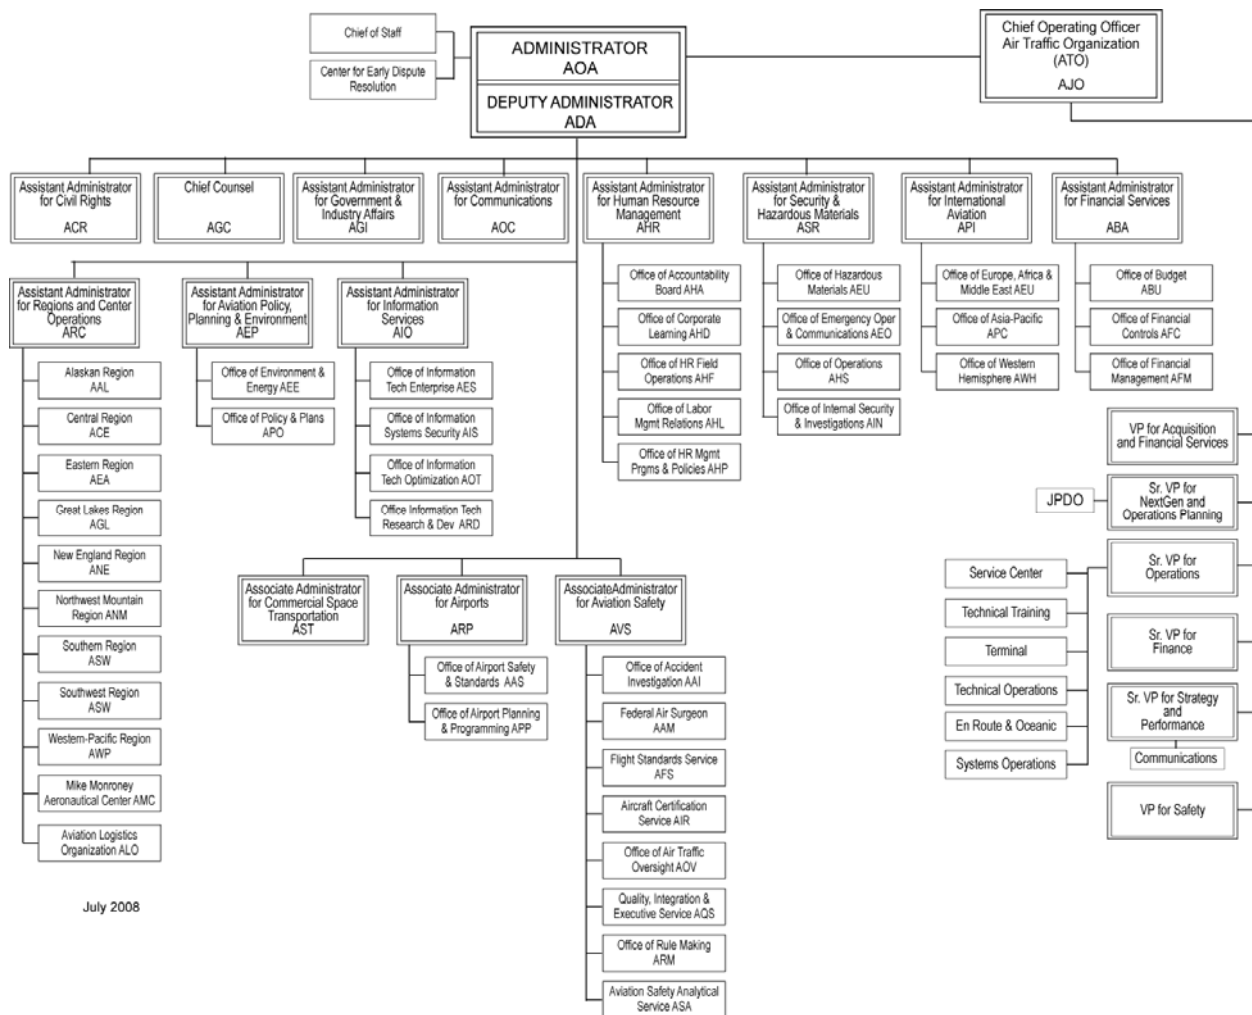 Chief of Staff
Center for Early Dispute
Resolution
ADMINISTRATOR
AOA
DEPUTY ADMINISTRATOR
ADA
Chief Operating Officer
Air Traffic Organization
(ATO)
AJO
Assistant Administrator
for Civil Rights
ACR
Chief Counsel
AGC
Assistant Administrator
for Government &
Industry Affairs
AGI
Assistant Administrator
for Communications
AOC
Assistant Administrator
for Human Resource
Management
AHR
Assistant Administrator
for Security &
Hazardous Materials
ASR
Assistant Administrator
for International
Aviation
API
Assistant Administrator
for Financial Services
ABA
Office of Accountability
Board AHA
Office of Corporate
Learning AHD
Office of HR Field
Operations AHF
Office of Labor
Mgmt Relations AHL
Office of HR Mgmt
Prgms & Policies AHP
Office of Hazardous
Materials AEU
Office of Emergency Oper
& Communications AEO
Office of Operations
AHS
Office of Internal Security
& Investigations AIN
Office of Europe, Africa &
Middle East AEU
Office of Asia-Pacific
APC
Office of Western
Hemisphere AWH
Office of Budget
ABU
Office of Financial
Controls AFC
Office of Financial
Management AFM
Assistant Administrator
for Regions and Center
Operations
ARC
Assistant Administrator
for Aviation Policy,
Planning & Environment
AEP
Assistant Administrator
for Information
Services
AIO
Alaskan Region
AAL
Central Region
ACE
Eastern Region
AEA
Great Lakes Region
AGL
New England Region
ANE
Northwest Mountain
Region ANM
Southern Region
ASW
Southwest Region
ASW
Western-Pacific Region
AWP
Mike Monroney
Aeronautical Center AMC
Aviation Logistics
Organization ALO
Office of Environment &
Energy AEE
Office of Policy & Plans
APO
Office of Information
Tech Enterprise AES
Office of Information
Systems Security AIS
Office of Information
Tech Optimization AOT
Office Information Tech
Research & Dev ARD
Associate Administrator
for Commercial Space
Transportation
AST
Associate Administrator
for Airports
ARP
AssociateAdministrator
for Aviation Safety
AVS
Office of Airport Safety
& Standards AAS
Office of Airport Planning
& Programming APP
Office of Accident
Investigation AAI
Federal Air Surgeon
AAM
Flight Standards Service
AFS
Aircraft Certification
Service AIR
Office of Air Traffic
Oversight AOV
Quality, Integration &
Executive Service AQS
Office of Rule Making
ARM
Aviation Safety Analytical
Service ASA
VP for Acquisition
and Financial Services
JPDO
Sr. VP for
NextGen and
Operations Planning
Sr. VP for
Operations
Service Center
Technical Training
Terminal
Technical Operations
En Route & Oceanic
Systems Operations
Sr. VP for
Finance
Sr. VP for Strategy
and
Performance
Communications
VP for Safety
July 2008